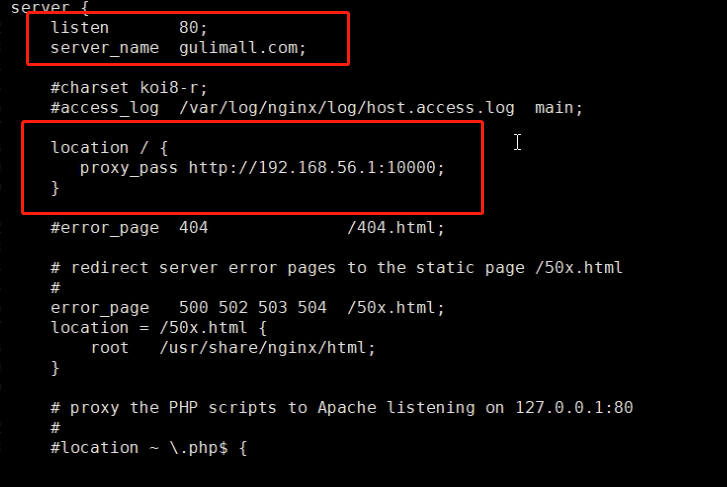 server {
listen 80;
server_name gulimall.com;
#charset koi8-r;
#access_log /var/log/nginx/log/host.access.log main;
location / {
proxy_pass http://192.168.56.1:10000;
}
#error_page 404 /404.html;
# redirect server error pages to the static page /50x.html
#
error_page 500 502 503 504 /50x.html;
location = /50x.html {
root /usr/share/nginx/html;
}
# proxy the PHP scripts to Apache listening on 127.0.0.1:80
#
#location ~ \.php$ {